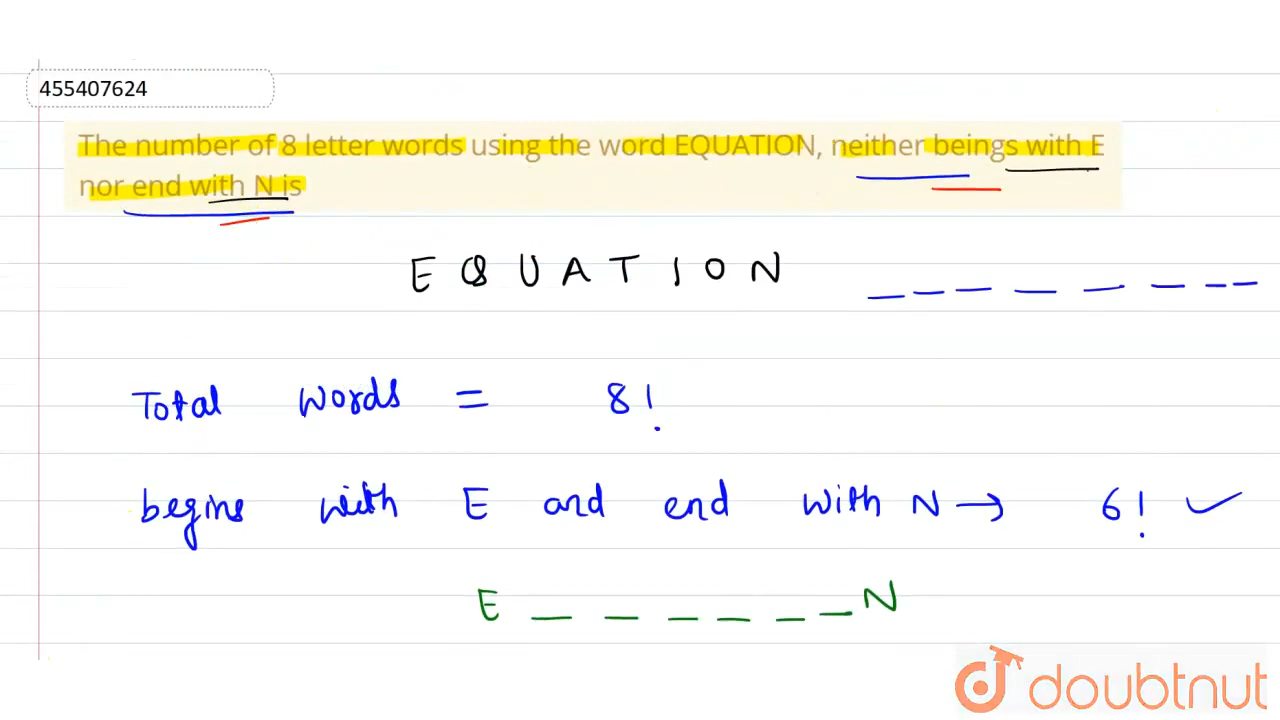 455407624
The number of 8 letter words using the word EQUATION, neither beings with E
nor end with N is
E Q U A T I O N
Total words = 8!
begins with E and end with N → 6! ✓
E _ _ _ _ _ _ N
doubtnut